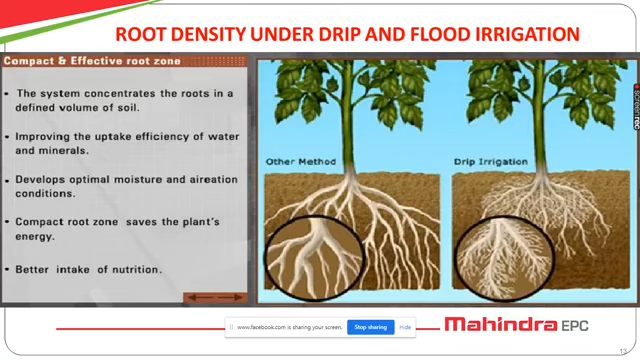 ROOT DENSITY UNDER DRIP AND FLOOD IRRIGATION
Compact & Effective root zone
• The system concentrates the roots in a
defined volume of soil.
• Improving the uptake efficiency of water
and minerals.
• Develops optimal moisture and aireation
conditions.
• Compact root zone saves the plant's
energy.
• Better intake of nutrition.
Other Method
Drip Irrigation
screenrec
www.facebook.com is sharing your screen.
Stop sharing
Hide
Mahindra EPC
13